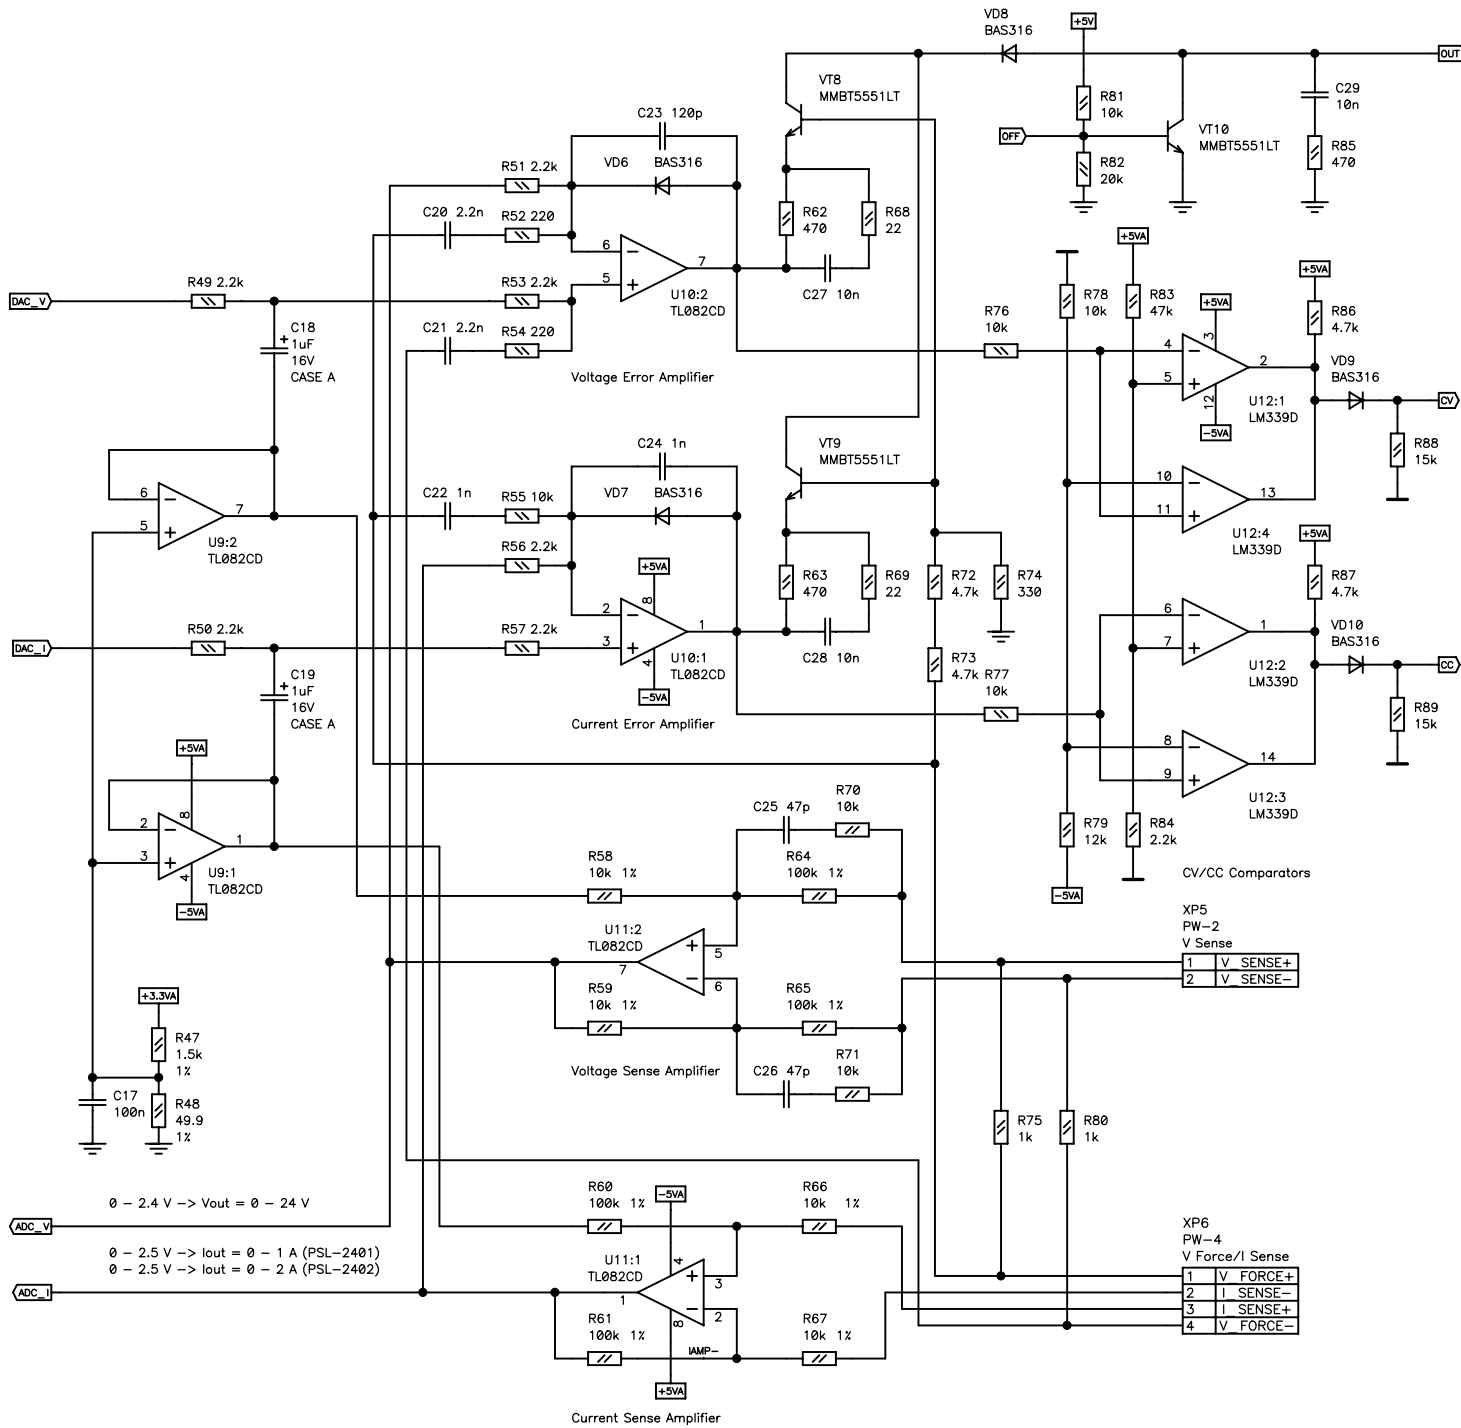 VD8
BAS316
+5V
OUT
VT8
MMBT5551LT
R81
10k
C29
10n
C23 120p
OFF
VT10
MMBT5551LT
R85
470
VD6 BAS316
R51 2.2k
R82
20k
C20 2.2n
R52 220
R62
470
R68
22
+5VA
6
5
7
R53 2.2k
U10:2
TL082CD
C27 10n
DAC_V
R49 2.2k
C18
+
1uF
16V
CASE A
C21 2.2n
R54 220
Voltage Error Amplifier
R76
10k
R78
10k
R83
47k
+5VA
+5VA
R86
4.7k
3
4
5
2
12
U12:1
LM339D
-5VA
VD9
BAS316
CV
R88
15k
C24 1n
VT9
MMBT5551LT
C22 1n
R55 10k
VD7 BAS316
6
5
7
U9:2
TL082CD
10
11
13
U12:4
LM339D
+5VA
R56 2.2k
+5VA
R63
470
R69
22
R72
4.7k
R74
330
R87
4.7k
8
2
3
1
4
6
7
1
U12:2
LM339D
VD10
BAS316
CC
DAC_I
R50 2.2k
R57 2.2k
U10:1
TL082CD
-5VA
C28 10n
R73
4.7k
R77
10k
R89
15k
C19
+
1uF
16V
CASE A
Current Error Amplifier
+5VA
8
9
14
U12:3
LM339D
8
2
3
1
4
U9:1
TL082CD
-5VA
C25 47p
R70
10k
R79
12k
R84
2.2k
-5VA
CV/CC Comparators
R58
10k 1%
R64
100k 1%
XP5
PW-2
V Sense
U11:2
TL082CD
5
6
7
1 V_SENSE+
2 V_SENSE-
R59
10k 1%
R65
100k 1%
+3.3VA
R47
1.5k
1%
Voltage Sense Amplifier
C26 47p
R71
10k
C17
100n
R48
49.9
1%
R75
1k
R80
1k
0 – 2.4 V –> Vout = 0 – 24 V
ADC_V
R60
100k 1%
-5VA
R66
10k 1%
XP6
PW-4
V Force/I Sense
0 – 2.5 V –> Iout = 0 – 1 A (PSL-2401)
0 – 2.5 V –> Iout = 0 – 2 A (PSL-2402)
ADC_I
U11:1
TL082CD
4
3
1
2
8
1 V_FORCE+
2 I_SENSE-
3 I_SENSE+
4 V_FORCE-
R61
100k 1%
IAMP-
R67
10k 1%
+5VA
Current Sense Amplifier